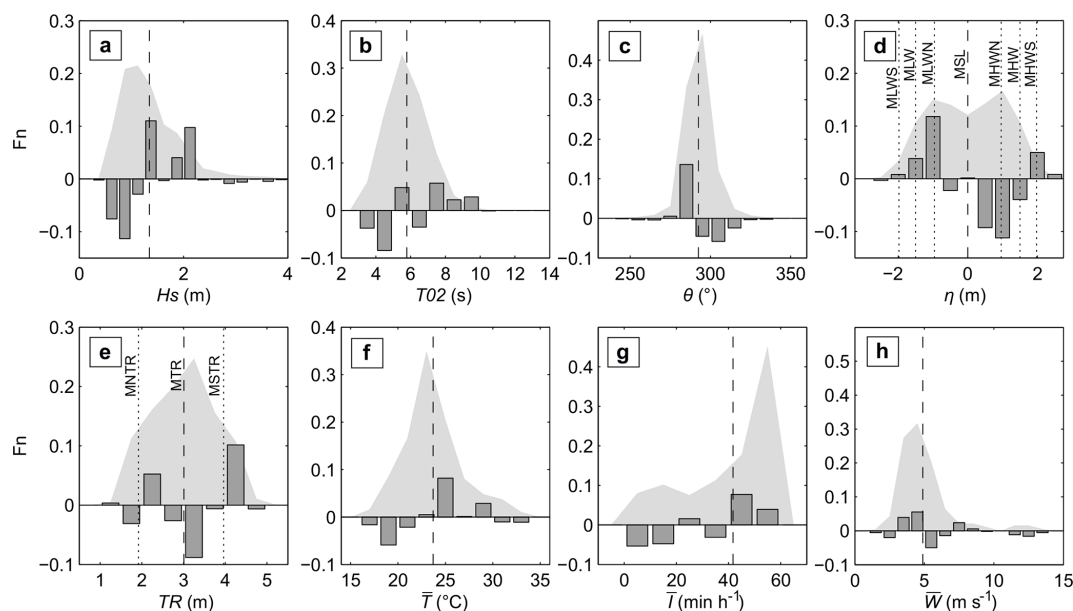 0.3
0.2
0.1
0
−0.1
Fn
a
0 2 4
Hs (m)
0.4
0.3
0.2
0.1
0
−0.1
b
2 4 6 8 10 12 14
T02 (s)
0.4
0.2
0
c
250 300 350
θ (°)
0.3
0.2
0.1
0
−0.1
d
MLWS
MLW
MLWN
MSL
MHWN
MHW
MHWS
−2 0 2
η (m)
0.3
0.2
0.1
0
−0.1
Fn
e
MNTR
MTR
MSTR
1 2 3 4 5
TR (m)
0.4
0.3
0.2
0.1
0
−0.1
f
15 20 25 30 35
T̅ (°C)
0.5
0.4
0.3
0.2
0.1
0
−0.1
g
0 20 40 60
I̅ (min h⁻¹)
0.5
0.4
0.3
0.2
0.1
0
−0.1
h
0 5 10 15
W̅ (m s⁻¹)